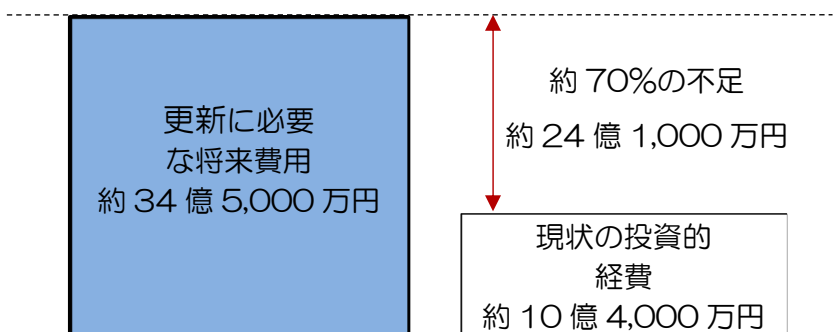 更新に必要
な将来費用
約 34 億 5,000 万円
約 70%の不足
約 24 億 1,000 万円
現状の投資的
経費
約 10 億 4,000 万円